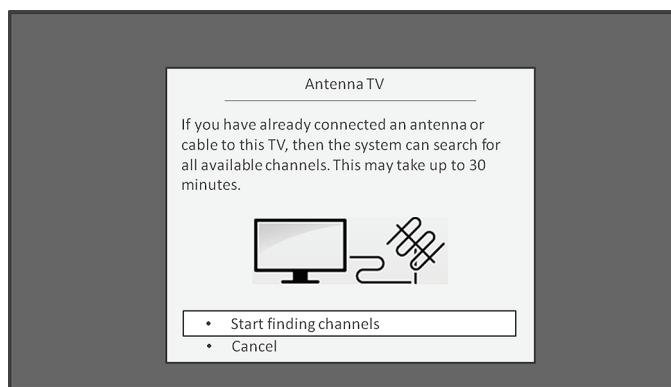 Antenna TV
If you have already connected an antenna or
cable to this TV, then the system can search for
all available channels. This may take up to 30
minutes.
• Start finding channels
• Cancel